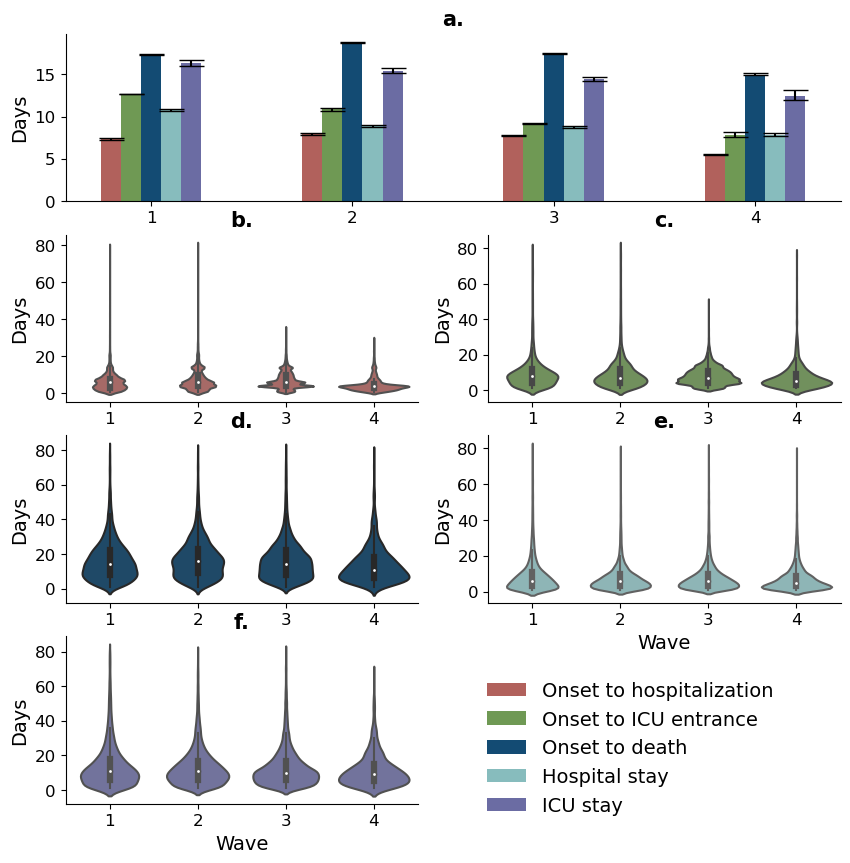 a.
Days
15
10
5
0
1 2 3 4
b.
Days
80
60
40
20
0
1 2 3 4
c.
Days
80
60
40
20
0
1 2 3 4
d.
Days
80
60
40
20
0
1 2 3 4
e.
Days
80
60
40
20
0
1 2 3 4
Wave
f.
Days
80
60
40
20
0
1 2 3 4
Wave
Onset to hospitalization
Onset to ICU entrance
Onset to death
Hospital stay
ICU stay